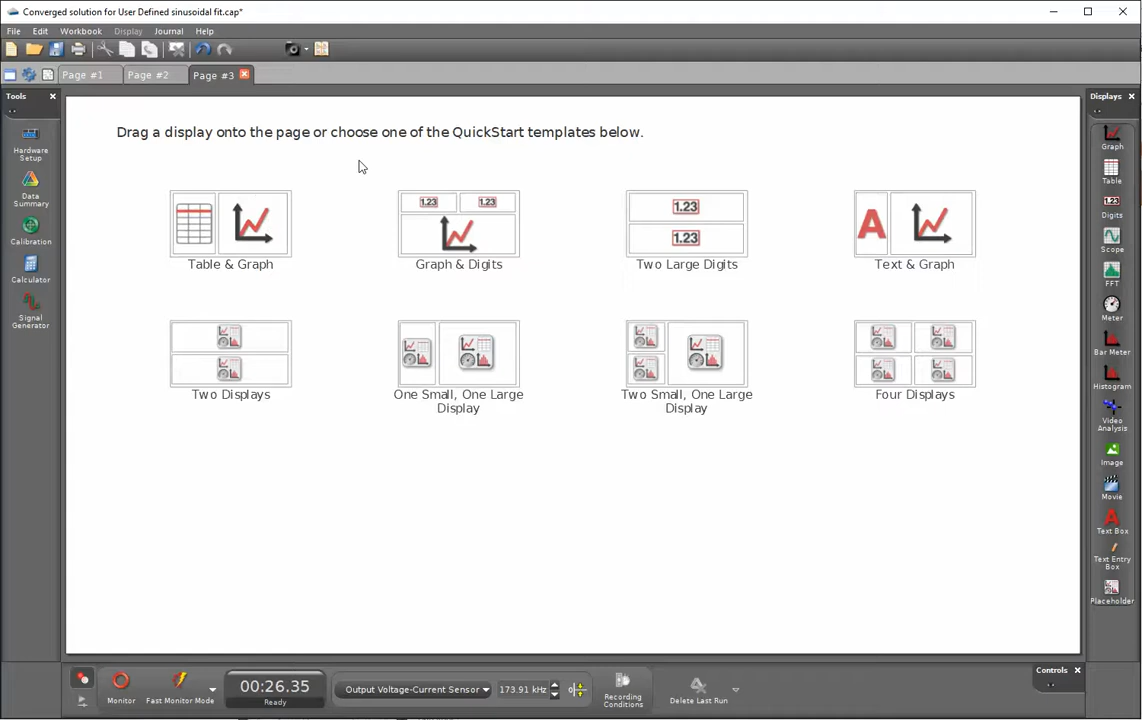 Converged solution for User Defined sinusoidal fit.cap*
File Edit Workbook Display Journal Help
Page #1 Page #2 Page #3
Tools
Displays
Drag a display onto the page or choose one of the QuickStart templates below.
Hardware
Setup
Data
Summary
Calibration
Calculator
Signal
Generator
1.23 1.23
1.23
1.23
A
Table & Graph Graph & Digits Two Large Digits Text & Graph
Two Displays One Small, One Large
Display Two Small, One Large
Display Four Displays
Graph
Table
1.23
Digits
Scope
FFT
Meter
Bar Meter
Histogram
Video
Analysis
Image
Movie
A
Text Box
Text Entry
Box
Placeholder
Monitor
Fast Monitor Mode
00:26.35
Ready
Output Voltage-Current Sensor
173.91 kHz
Recording
Conditions
Delete Last Run
Controls